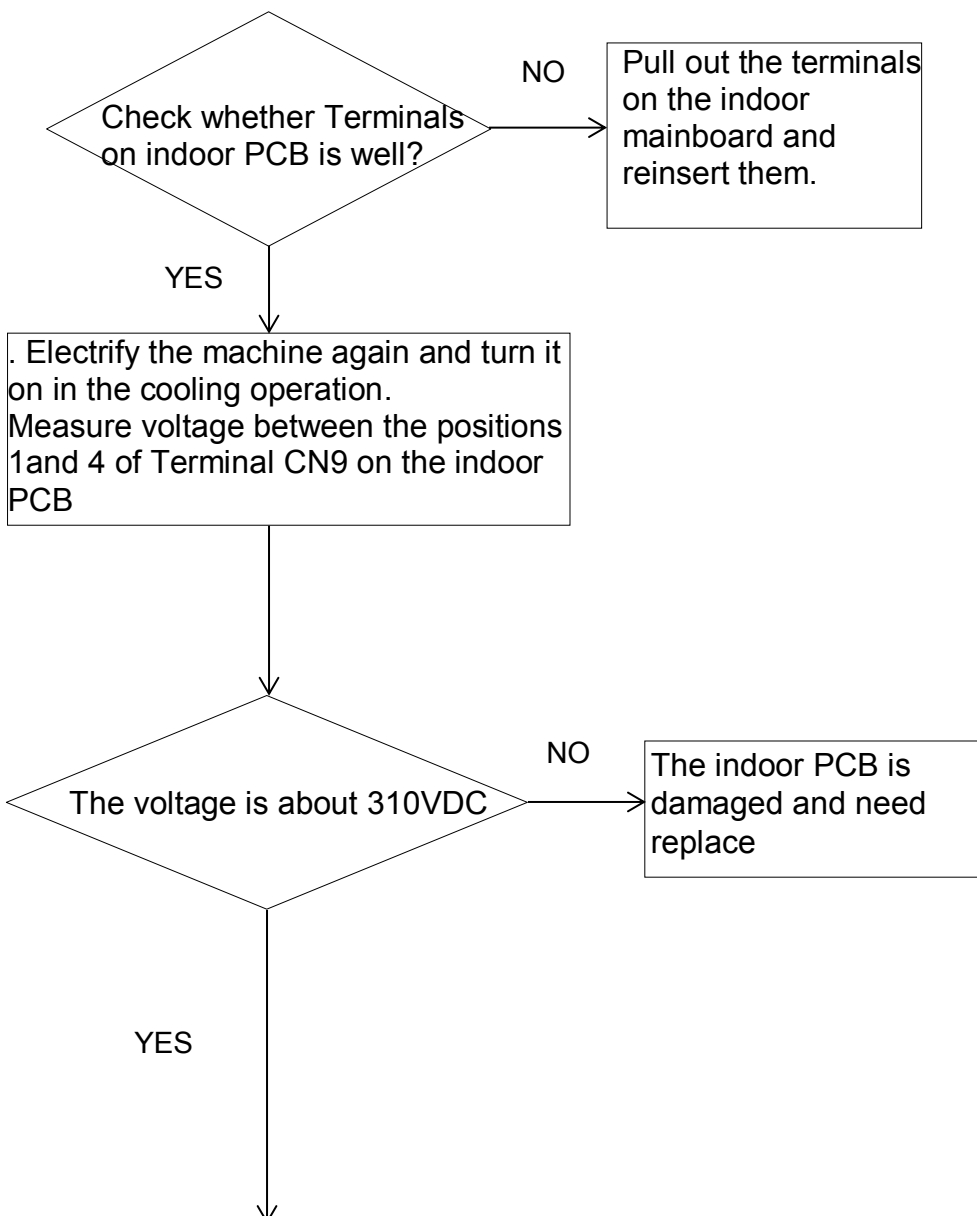 Check whether Terminals
on indoor PCB is well?
NO
Pull out the terminals
on the indoor
mainboard and
reinsert them.
YES
. Electrify the machine again and turn it
on in the cooling operation.
Measure voltage between the positions
1and 4 of Terminal CN9 on the indoor
PCB
The voltage is about 310VDC
NO
The indoor PCB is
damaged and need
replace
YES